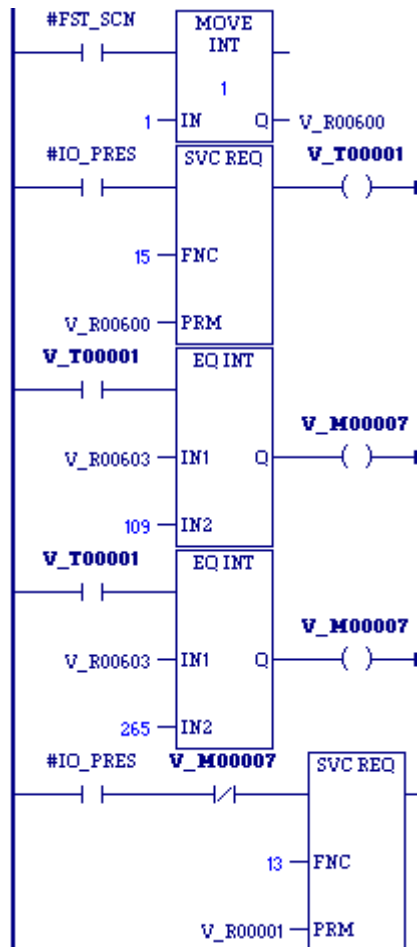 #FST_SCN
MOVE
INT
1
1 IN Q V_R00600
#IO_PRES
SVC REQ
V_T00001
( )
15 FNC
V_R00600 PRM
V_T00001
EQ INT
V_M00007
V_R00603 IN1 Q ( )
109 IN2
V_T00001
EQ INT
V_M00007
V_R00603 IN1 Q ( )
265 IN2
#IO_PRES V_M00007
SVC REQ
13 FNC
V_R00001 PRM